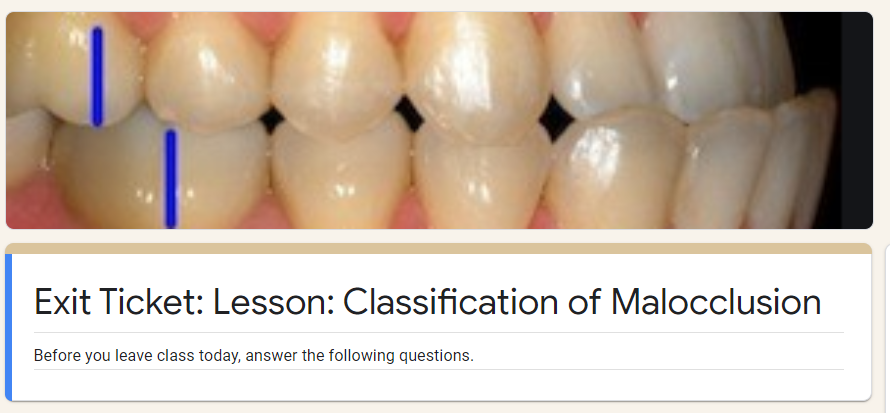 Exit Ticket: Lesson: Classification of Malocclusion
Before you leave class today, answer the following questions.